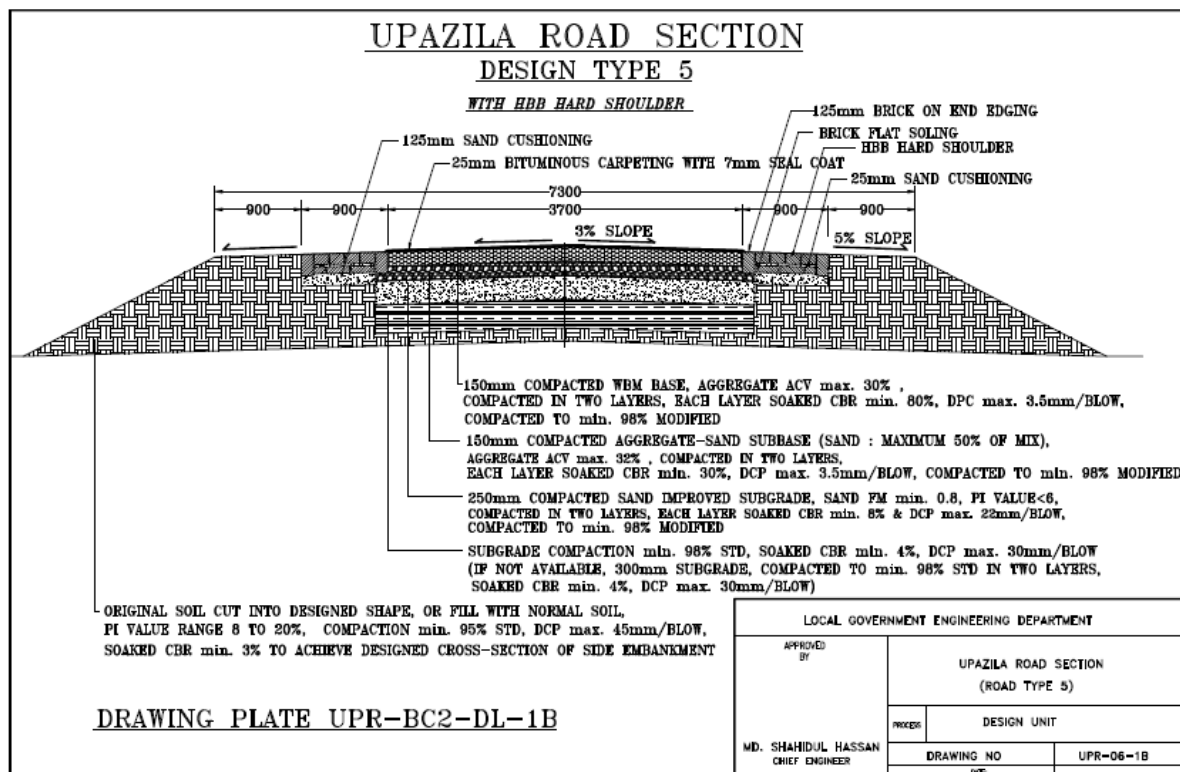 UPAZILA ROAD SECTION
DESIGN TYPE 5
WITH HBB HARD SHOULDER
125mm BRICK ON END EDGING
BRICK FLAT SOLING
HBB HARD SHOULDER
25mm SAND CUSHIONING
125mm SAND CUSHIONING
25mm BITUMINOUS CARPETING WITH 7mm SEAL COAT
7300
900
900
3700
900
900
3% SLOPE
5% SLOPE
150mm COMPACTED WBM BASE, AGGREGATE ACV max. 30% ,
COMPACTED IN TWO LAYERS, EACH LAYER SOAKED CBR min. 80%, DPC max. 3.5mm/BLOW,
COMPACTED TO min. 98% MODIFIED
150mm COMPACTED AGGREGATE-SAND SUBBASE (SAND : MAXIMUM 50% OF MIX),
AGGREGATE ACV max. 32% , COMPACTED IN TWO LAYERS,
EACH LAYER SOAKED CBR min. 30%, DCP max. 3.5mm/BLOW, COMPACTED TO min. 98% MODIFIED
250mm COMPACTED SAND IMPROVED SUBGRADE, SAND FM min. 0.8, PI VALUE<6,
COMPACTED IN TWO LAYERS, EACH LAYER SOAKED CBR min. 8% & DCP max. 22mm/BLOW,
COMPACTED TO min. 98% MODIFIED
SUBGRADE COMPACTION min. 98% STD, SOAKED CBR min. 4%, DCP max. 30mm/BLOW
(IF NOT AVAILABLE, 300mm SUBGRADE, COMPACTED TO min. 98% STD IN TWO LAYERS,
SOAKED CBR min. 4%, DCP max. 30mm/BLOW)
ORIGINAL SOIL CUT INTO DESIGNED SHAPE, OR FILL WITH NORMAL SOIL,
PI VALUE RANGE 8 TO 20%, COMPACTION min. 95% STD, DCP max. 45mm/BLOW,
SOAKED CBR min. 3% TO ACHIEVE DESIGNED CROSS-SECTION OF SIDE EMBANKMENT
DRAWING PLATE UPR-BC2-DL-1B
LOCAL GOVERNMENT ENGINEERING DEPARTMENT
APPROVED
BY
MD. SHAHIDUL HASSAN
CHIEF ENGINEER
UPAZILA ROAD SECTION
(ROAD TYPE 5)
PROCESS
DESIGN UNIT
DRAWING NO
UPR-06-1B